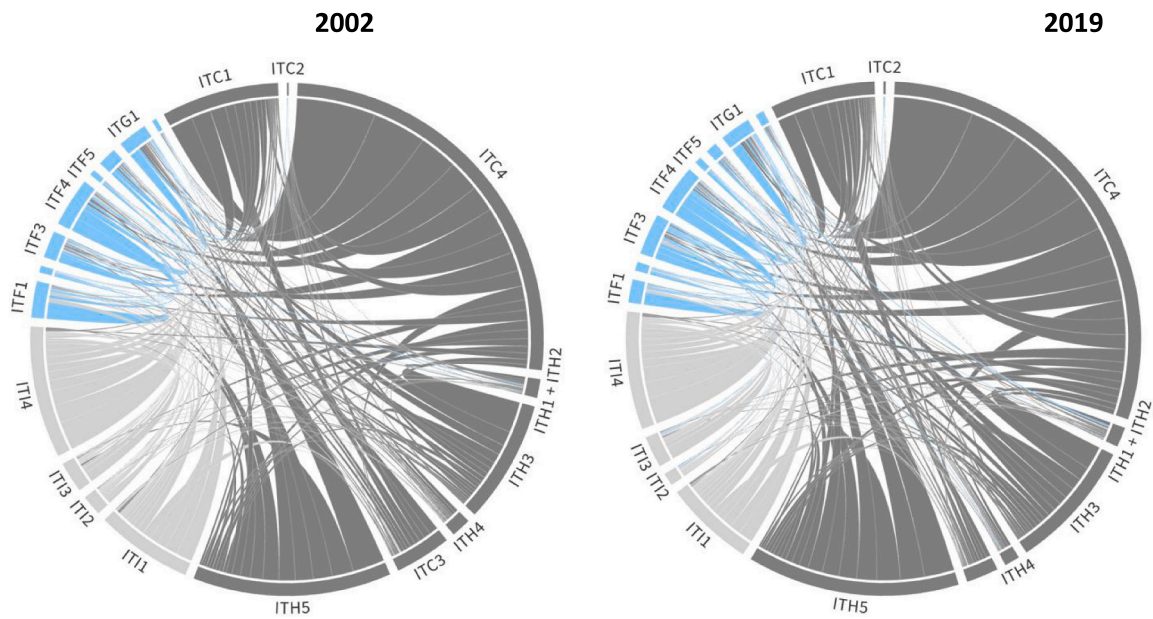 2002
ITC1
ITC2
ITC4
ITH1 + ITH2
ITH3
ITH4
ITC3
ITH5
ITI1
ITI2
ITI3
ITI4
ITF1
ITF3
ITF4
ITF5
ITG1
2019
ITC1
ITC2
ITC4
ITH1 + ITH2
ITH3
ITH4
ITH5
ITI1
ITI2
ITI3
ITI4
ITF1
ITF3
ITF4
ITF5
ITG1